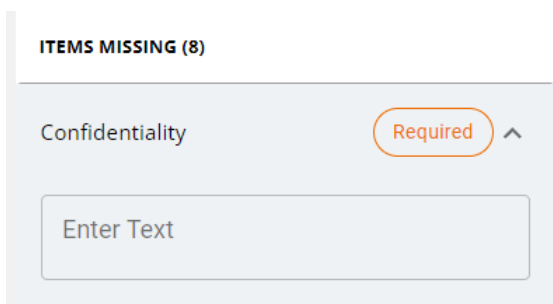 ITEMS MISSING (8)
Confidentiality Required
Enter Text